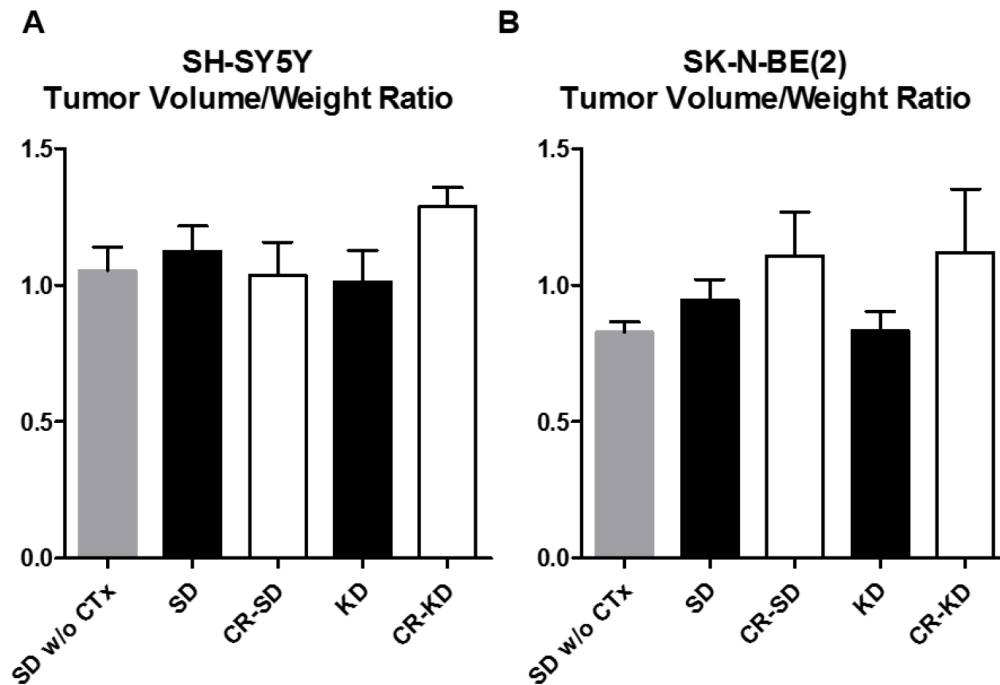 A
SH-SY5Y
Tumor Volume/Weight Ratio
1.5
1.0
0.5
0.0
SD w/o CTx
SD
CR-SD
KD
CR-KD
B
SK-N-BE(2)
Tumor Volume/Weight Ratio
1.5
1.0
0.5
0.0
SD w/o CTx
SD
CR-SD
KD
CR-KD